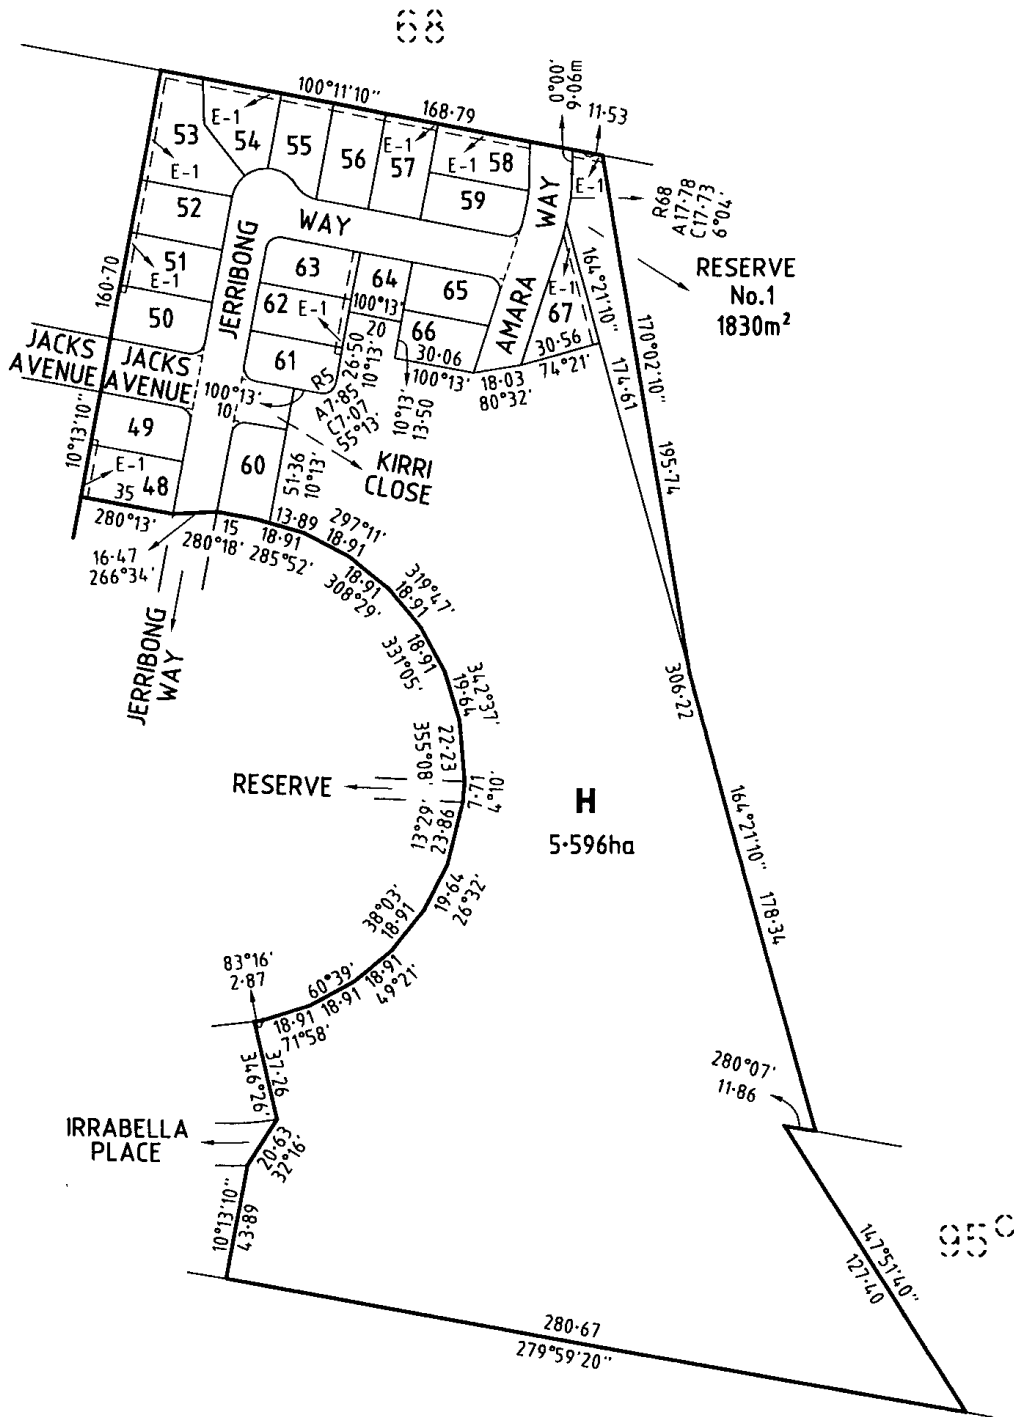 68
100°11'10"
168·79
0°00'
9·06m
11·53
53
E-1
54
55
56
E-1
57
E-1
58
E-1
E-1
52
59
WAY
WAY
R68
A17·78
C17·73
6°04'
51
E-1
JERRIBONG
63
64
65
AMARA
E-1
67
164°21'10"
RESERVE
No.1
1830m²
160·70
50
62
E-1
100°13'
20
66
30·06
30·56
170°02'10"
JACKS
AVENUE
JACKS
AVENUE
61
26·50
10°13'
100°13'
18·03
80°32'
74°21'
174·61
100°13'
10
R5
A7·85
C7·07
55°13'
10°13'
13·50
10°13'10"
49
E-1
35
48
60
51·36
10°13'
KIRRI
CLOSE
195·74
280°13'
15
280°18'
13·89
18·91
285°52'
297°11'
18·91
16·47
266°34'
18·91
308°29'
319°47'
18·91
JERRIBONG
WAY
18·91
331°05'
342°37'
19·64
306·22
22·23
355°08'
RESERVE
7·71
4°10'
H
5·596ha
13°29'
23·86
164°21'10"
19·64
26°32'
178·34
38°03'
18·91
83°16'
2·87
60°39'
18·91
18·91
49°21'
18·91
71°58'
37·26
346°26'
280°07'
11·86
IRRABELLA
PLACE
20·63
32°16'
10°13'10"
43·89
95
C
147°51'40"
127·40
280·67
279°59'20"